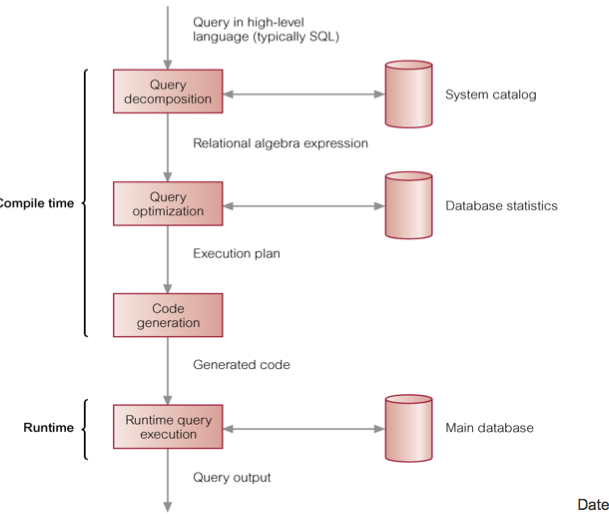 Query in high-level
language (typically SQL)
Query
decomposition
System catalog
Relational algebra expression
Compile time
Query
optimization
Database statistics
Execution plan
Code
generation
Generated code
Runtime
Runtime query
execution
Main database
Query output
Date